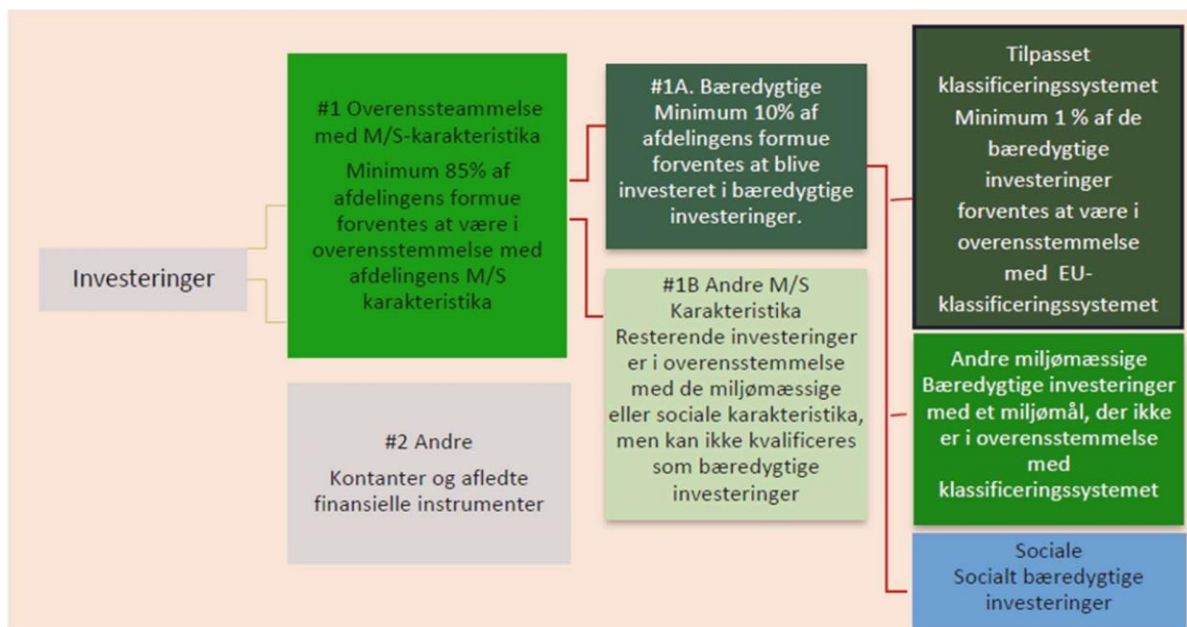 Investeringer
#1 Overenssteammelse
med M/S-karakteristika
Minimum 85% af
afdelingens formue
forventes at være i
overensstemmelse med
afdelingens M/S
karakteristika
#2 Andre
Kontanter og afledte
finansielle instrumenter
#1A. Bæredygtige
Minimum 10% af
afdelingens formue
forventes at blive
investeret i bæredygtige
investeringer.
#1B Andre M/S
Karakteristika
Resterende investeringer
er i overensstemmelse
med de miljømæssige
eller sociale karakteristika,
men kan ikke kvalificeres
som bæredygtige
investeringer
Tilpasset
klassificeringssystemet
Minimum 1 % af de
bæredygtige
investeringer
forventes at være i
overensstemmelse
med EU-
klassificeringssystemet
Andre miljømæssige
Bæredygtige investeringer
med et miljømål, der ikke
er i overensstemmelse
med
klassificeringssystemet
Sociale
Socialt bæredygtige
investeringer